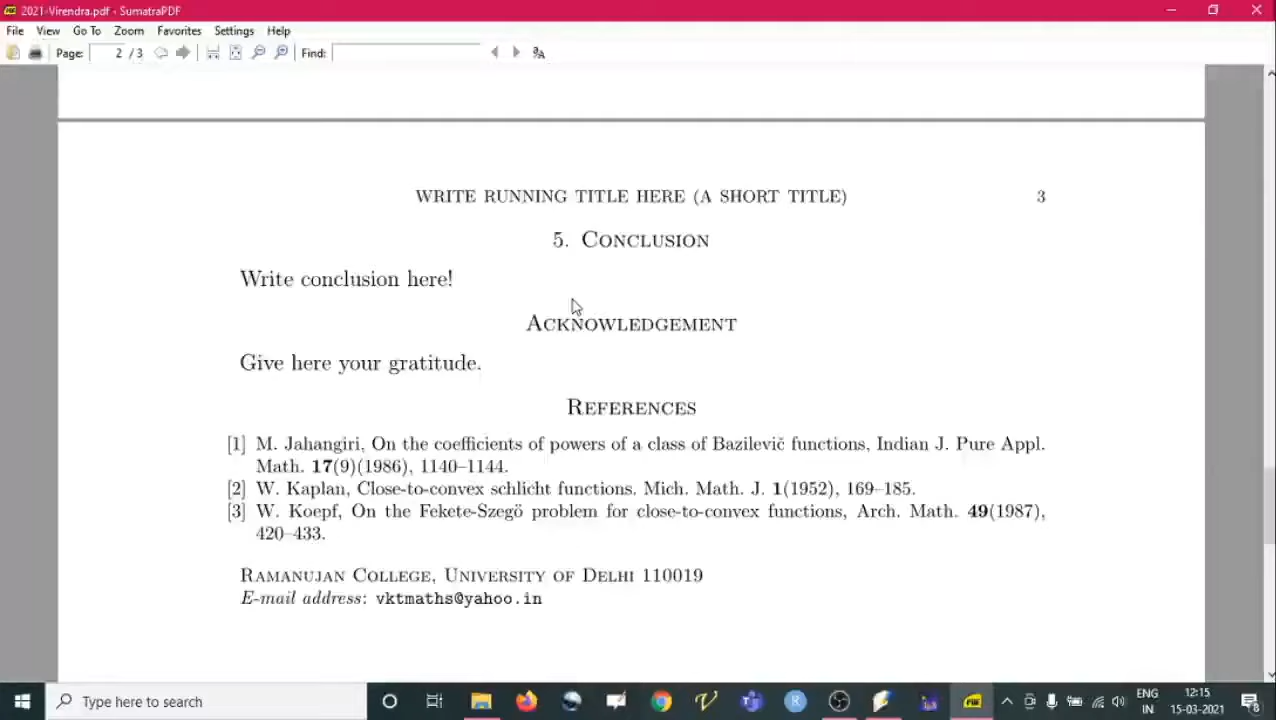 2021-Virendra.pdf - SumatraPDF
File View Go To Zoom Favorites Settings Help
Page: 2 / 3 Find:
WRITE RUNNING TITLE HERE (A SHORT TITLE) 3
5. Conclusion
Write conclusion here!
Acknowledgement
Give here your gratitude.
References
[1] M. Jahangiri, On the coefficients of powers of a class of Bazilevič functions, Indian J. Pure Appl.
Math. 17(9)(1986), 1140–1144.
[2] W. Kaplan, Close-to-convex schlicht functions. Mich. Math. J. 1(1952), 169–185.
[3] W. Koepf, On the Fekete-Szegö problem for close-to-convex functions, Arch. Math. 49(1987),
420–433.
Ramanujan College, University of Delhi 110019
E-mail address: vktmaths@yahoo.in
Type here to search
ENG 12:15
IN 15-03-2021